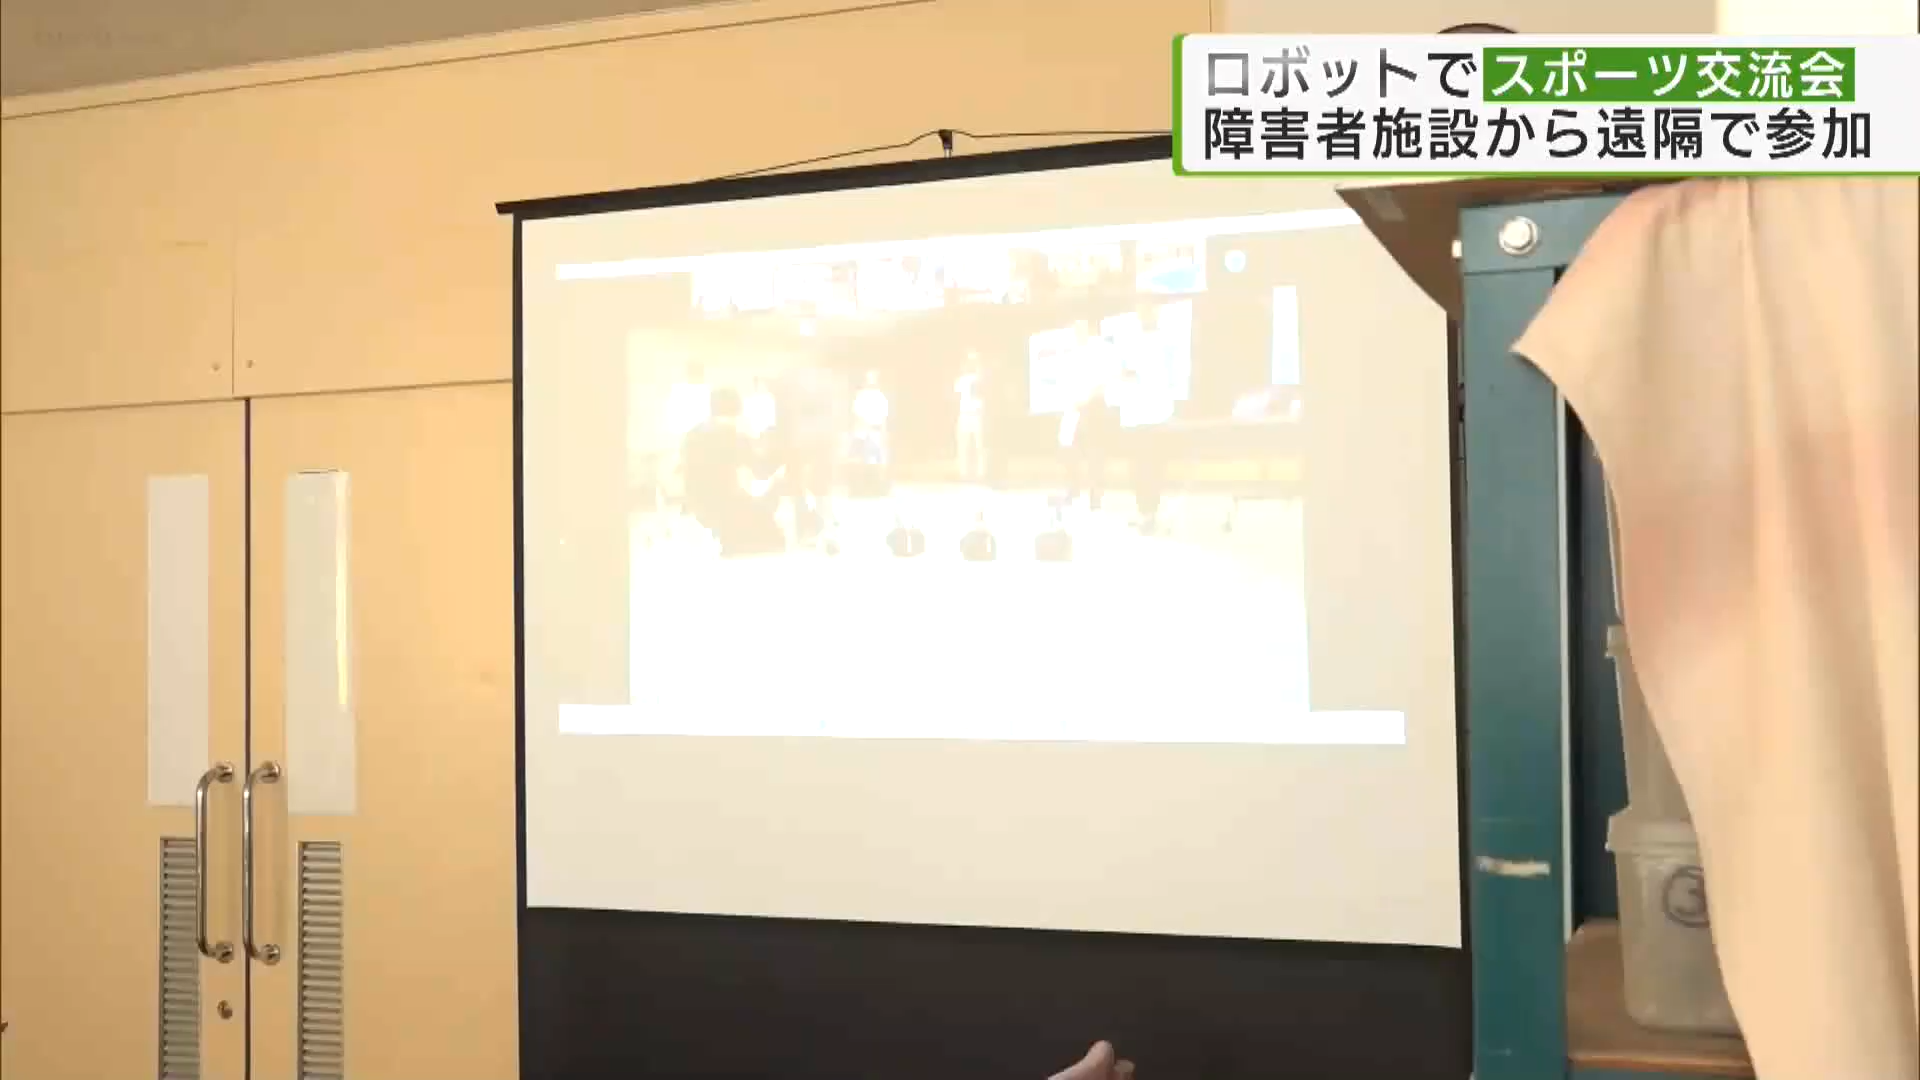 ロボットでスポーツ交流会
障害者施設から遠隔で参加
③